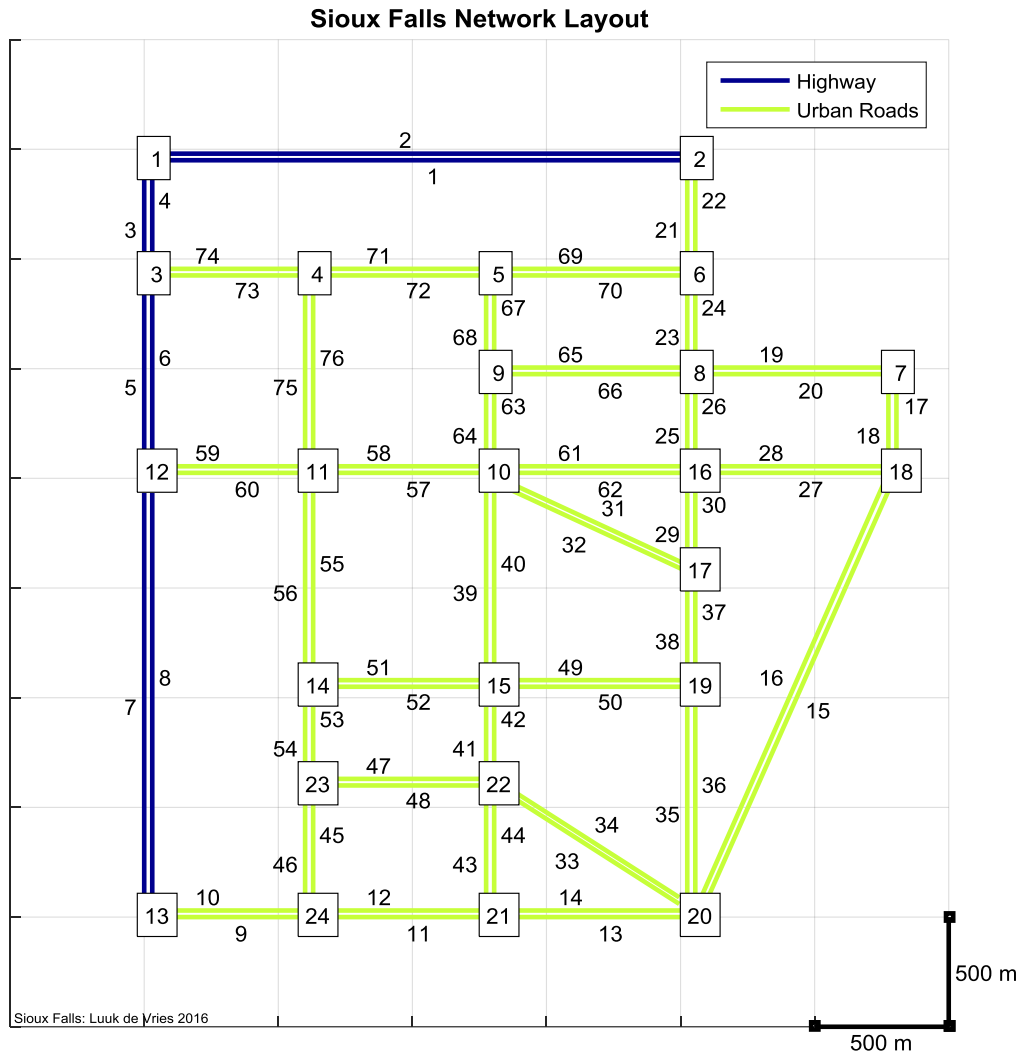 Sioux Falls Network Layout
Highway
Urban Roads
2
1 2
1
4 22
3 21
74 71 69
3 4 5 6
73 72 70
67 24
68 23
6 76 65 19
9 8 7
5 75 66 20
63 26 17
64 25 18
59 58 61 28
12 11 10 16 18
60 57 62 27
31 30
32 29
55 40 17
56 39 37
38
51 49
8 14 15 19 16
7 52 50 15
53 42
54 41
47
23 22 36
48
45 44 34 35
46 43 33
10 12 14
13 24 21 20
9 11 13
500 m
Sioux Falls: Luuk de Vries 2016
500 m